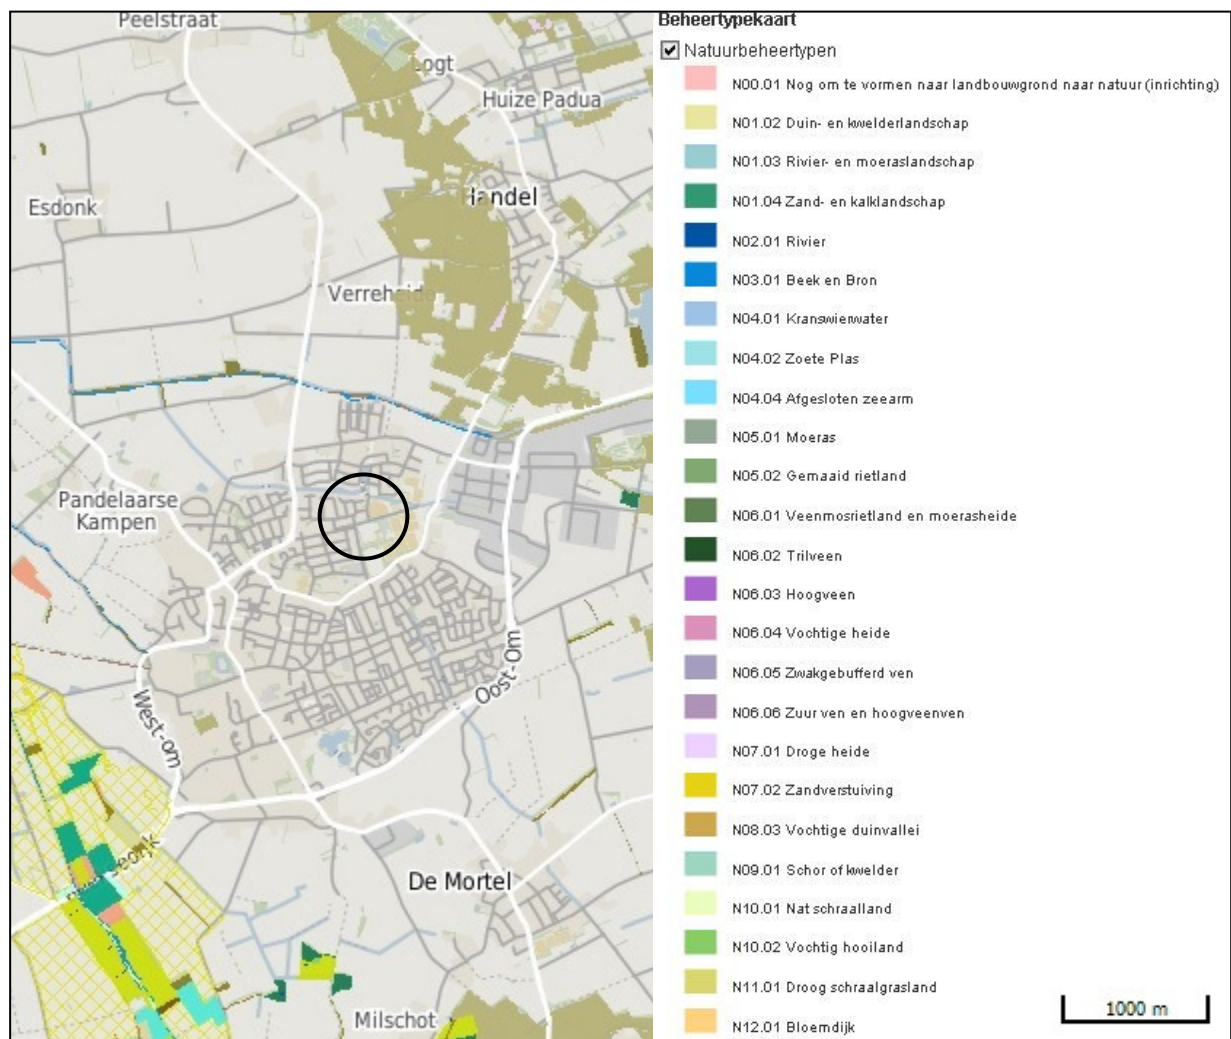 Peelstraat
Logt
Huize Padua
Handel
Esdonk
Verreheide
Pandelaarse
Kampen
Oost-Om
West-om
De Mortel
Milschot
Beheertypekaart
Natuurbeheertypen
N00.01 Nog om te vormen naar landbouwgrond naar natuur (inrichting)
N01.02 Duin- en kwelderlandschap
N01.03 Rivier- en moeraslandschap
N01.04 Zand- en kalklandschap
N02.01 Rivier
N03.01 Beek en Bron
N04.01 Kranswierwater
N04.02 Zoete Plas
N04.04 Afgesloten zeearm
N05.01 Moeras
N05.02 Gemaaid rietland
N06.01 Veenmosrietland en moerasheide
N06.02 Trilveen
N06.03 Hoogveen
N06.04 Vochtige heide
N06.05 Zwakgebufferd ven
N06.06 Zuur ven en hoogveenven
N07.01 Droge heide
N07.02 Zandverstuiving
N08.03 Vochtige duinvallei
N09.01 Schor of kwelder
N10.01 Nat schraalland
N10.02 Vochtig hooiland
N11.01 Droog schraalgrasland
N12.01 Bloemdijk
1000 m